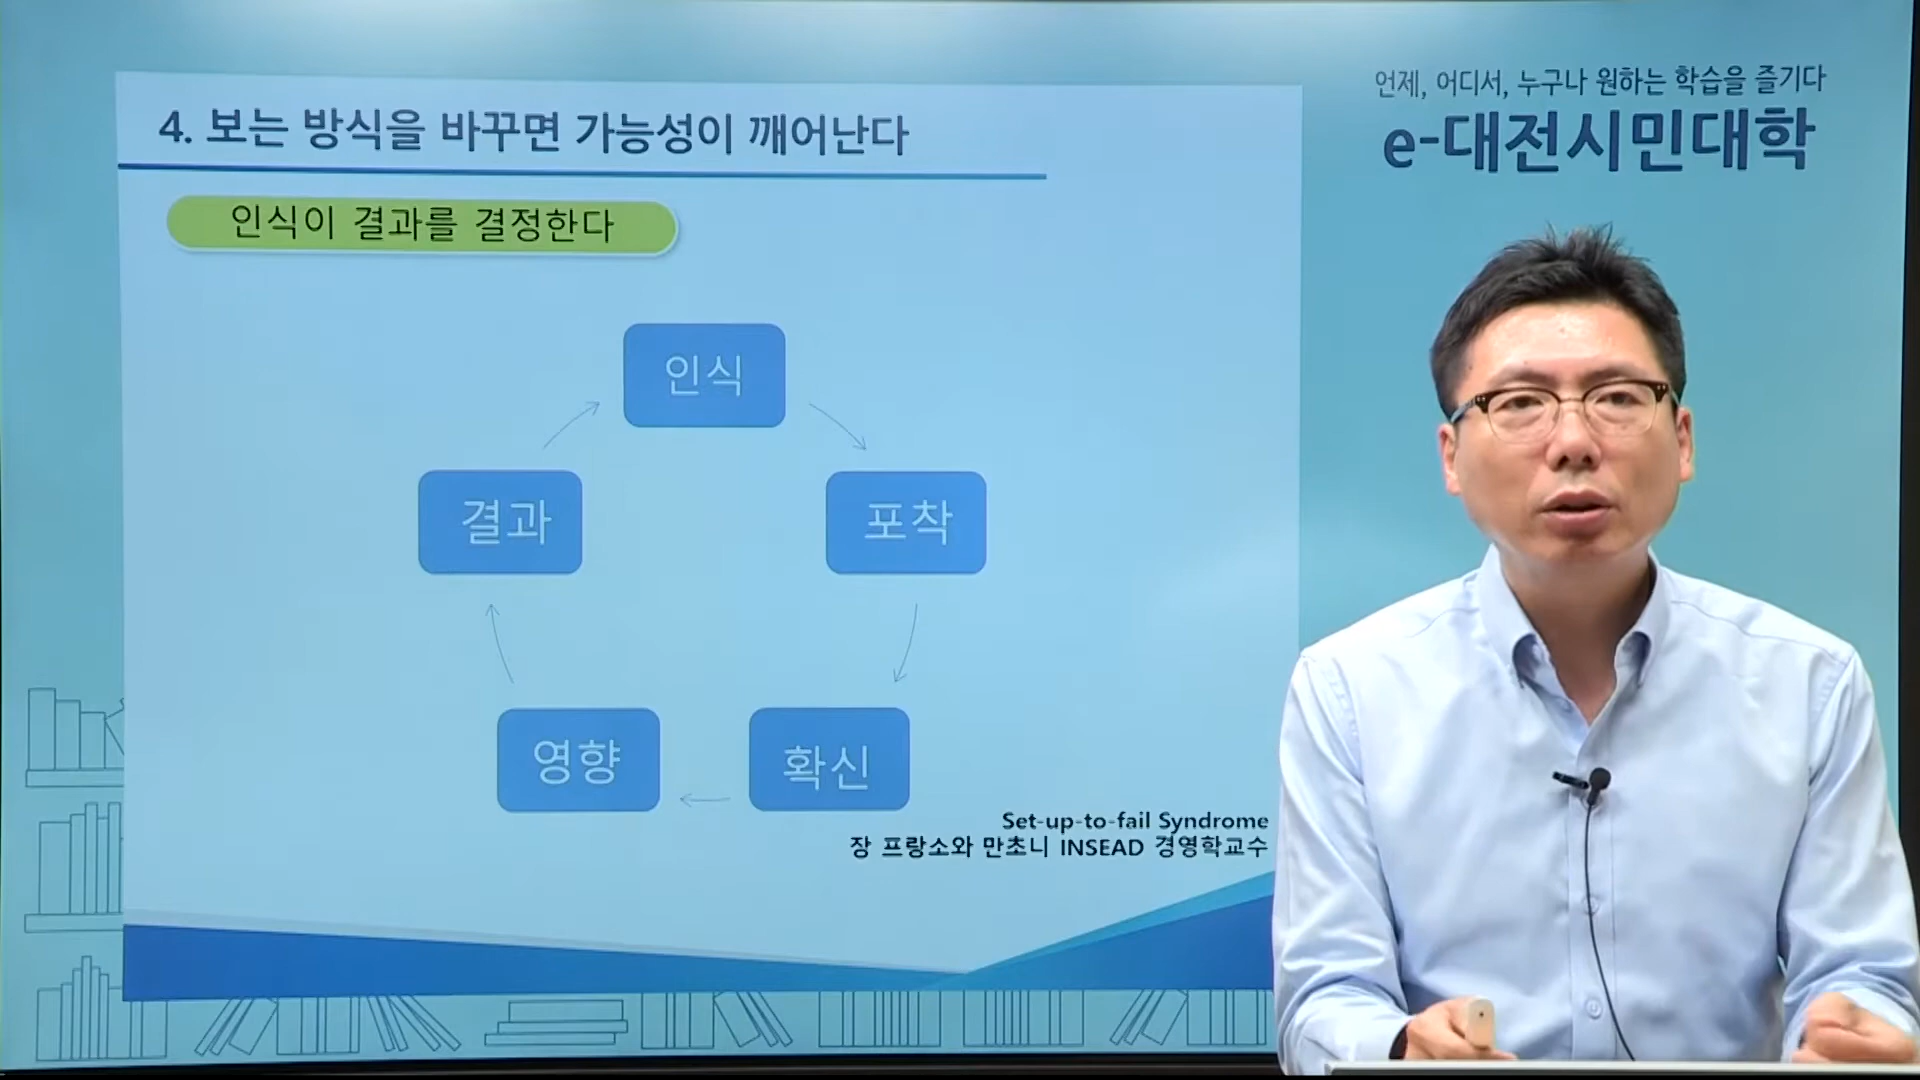 4. 보는 방식을 바꾸면 가능성이 깨어난다
인식이 결과를 결정한다
인식
포착
확신
영향
결과
Set-up-to-fail Syndrome
장 프랑소와 만초니 INSEAD 경영학교수
언제, 어디서, 누구나 원하는 학습을 즐기다
e-대전시민대학